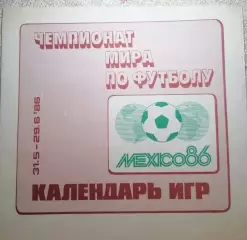 ЧЕМПИОНАТ
МИРА
ПО ФУТБОЛУ
31.5-29.6 '86
MEXICO86
КАЛЕНДАРЬ ИГР